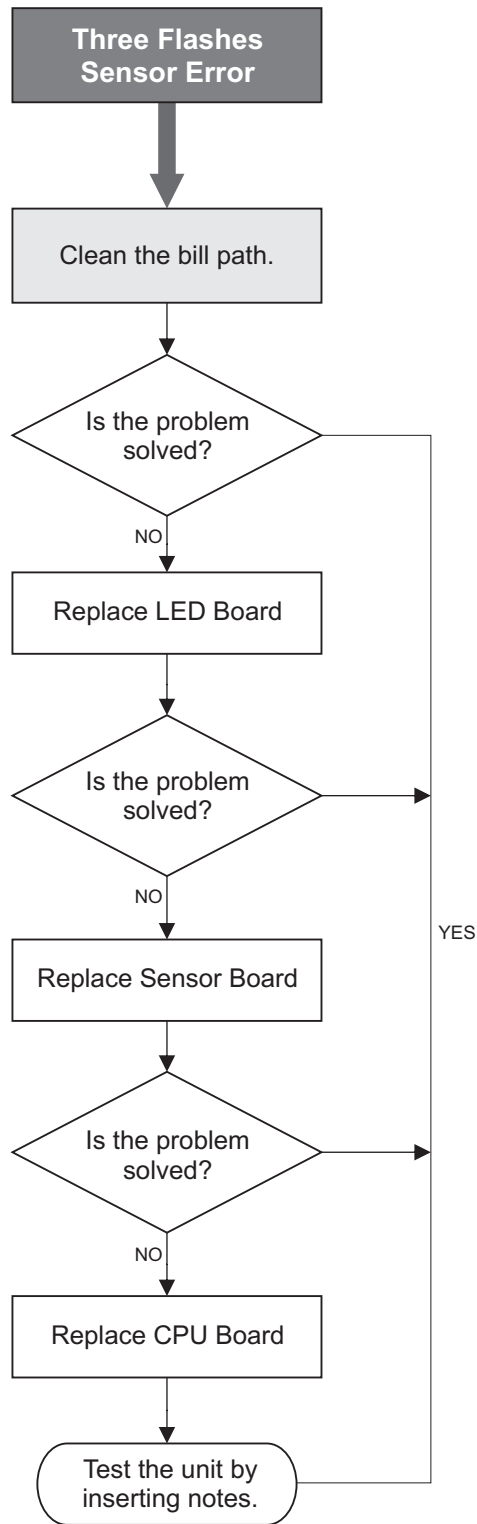 Three Flashes
Sensor Error
Clean the bill path.
Is the problem
solved?
NO
Replace LED Board
Is the problem
solved?
NO
YES
Replace Sensor Board
Is the problem
solved?
NO
Replace CPU Board
Test the unit by
inserting notes.